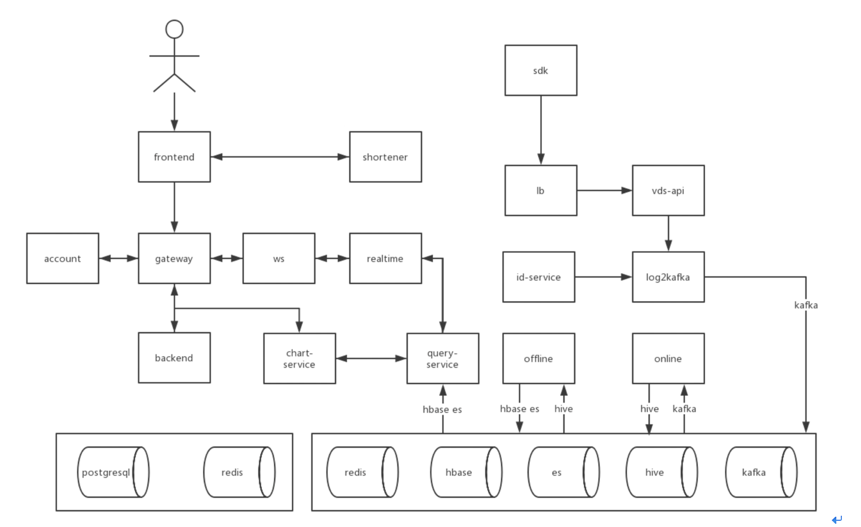 sdk
frontend
shortener
lb
vds-api
account
gateway
ws
realtime
id-service
log2kafka
kafka
backend
chart-
service
query-
service
offline
online
hbase es
hbase es
hive
hive
kafka
postgresql
redis
redis
hbase
es
hive
kafka